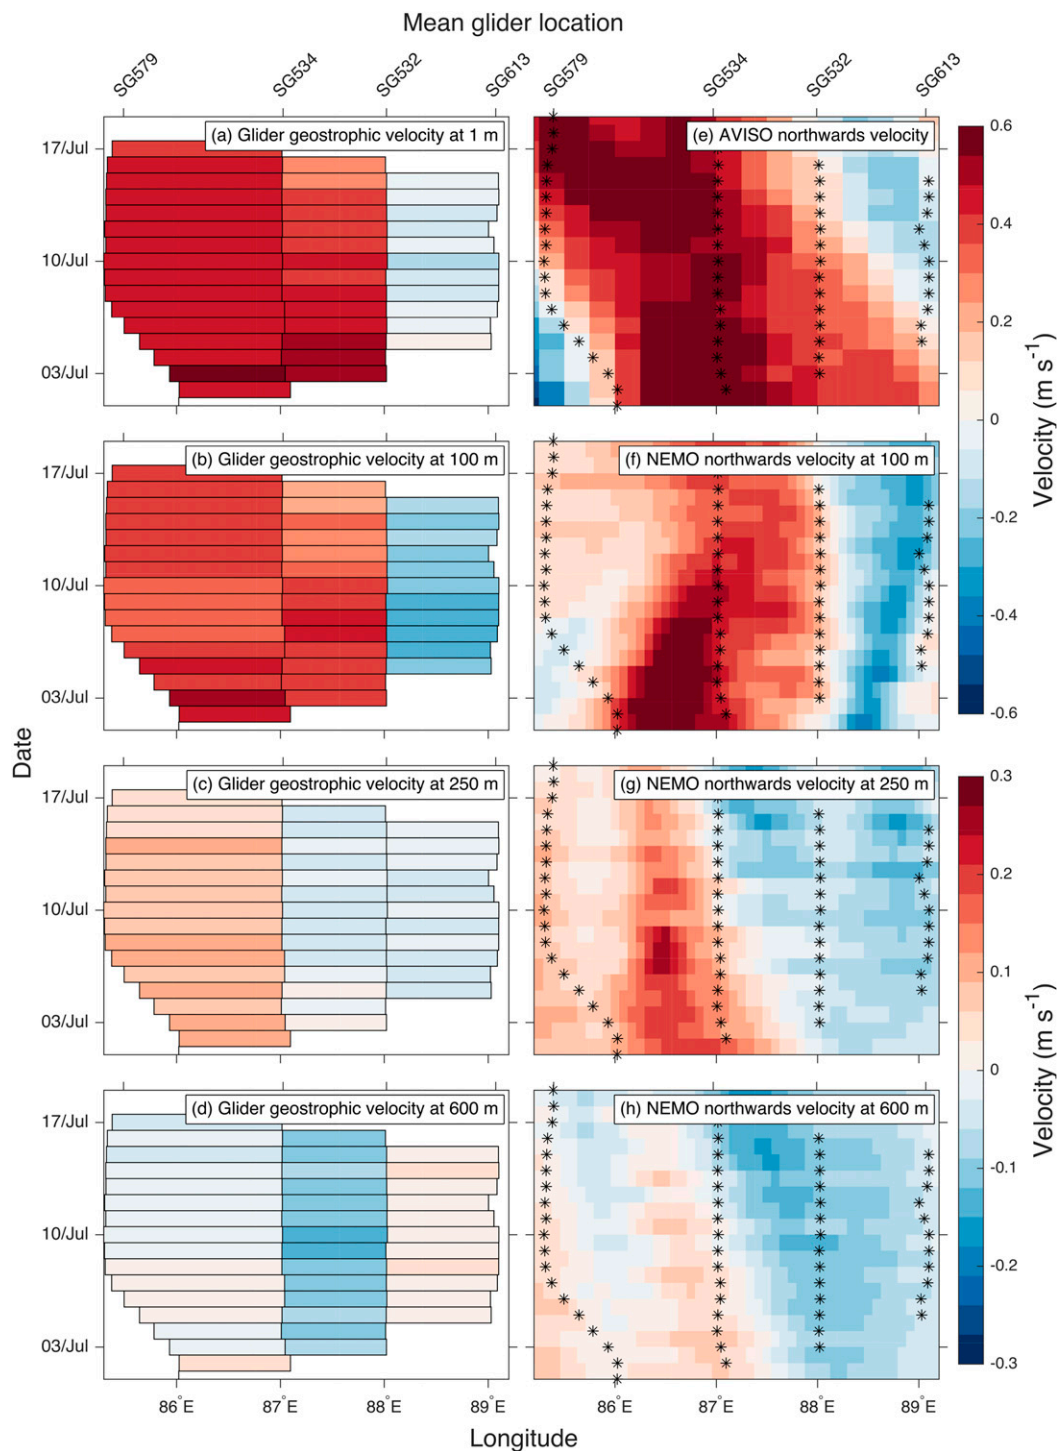 Mean glider location
SG579 SG534 SG532 SG613 SG579 SG534 SG532 SG613
(a) Glider geostrophic velocity at 1 m (e) AVISO northwards velocity
17/Jul
10/Jul
03/Jul
(b) Glider geostrophic velocity at 100 m (f) NEMO northwards velocity at 100 m
17/Jul
10/Jul
03/Jul
0.6
0.4
0.2
0
-0.2
-0.4
-0.6
Velocity (m s-1)
Date
(c) Glider geostrophic velocity at 250 m (g) NEMO northwards velocity at 250 m
17/Jul
10/Jul
03/Jul
(d) Glider geostrophic velocity at 600 m (h) NEMO northwards velocity at 600 m
17/Jul
10/Jul
03/Jul
0.3
0.2
0.1
0
-0.1
-0.2
-0.3
Velocity (m s-1)
86°E 87°E 88°E 89°E 86°E 87°E 88°E 89°E
Longitude